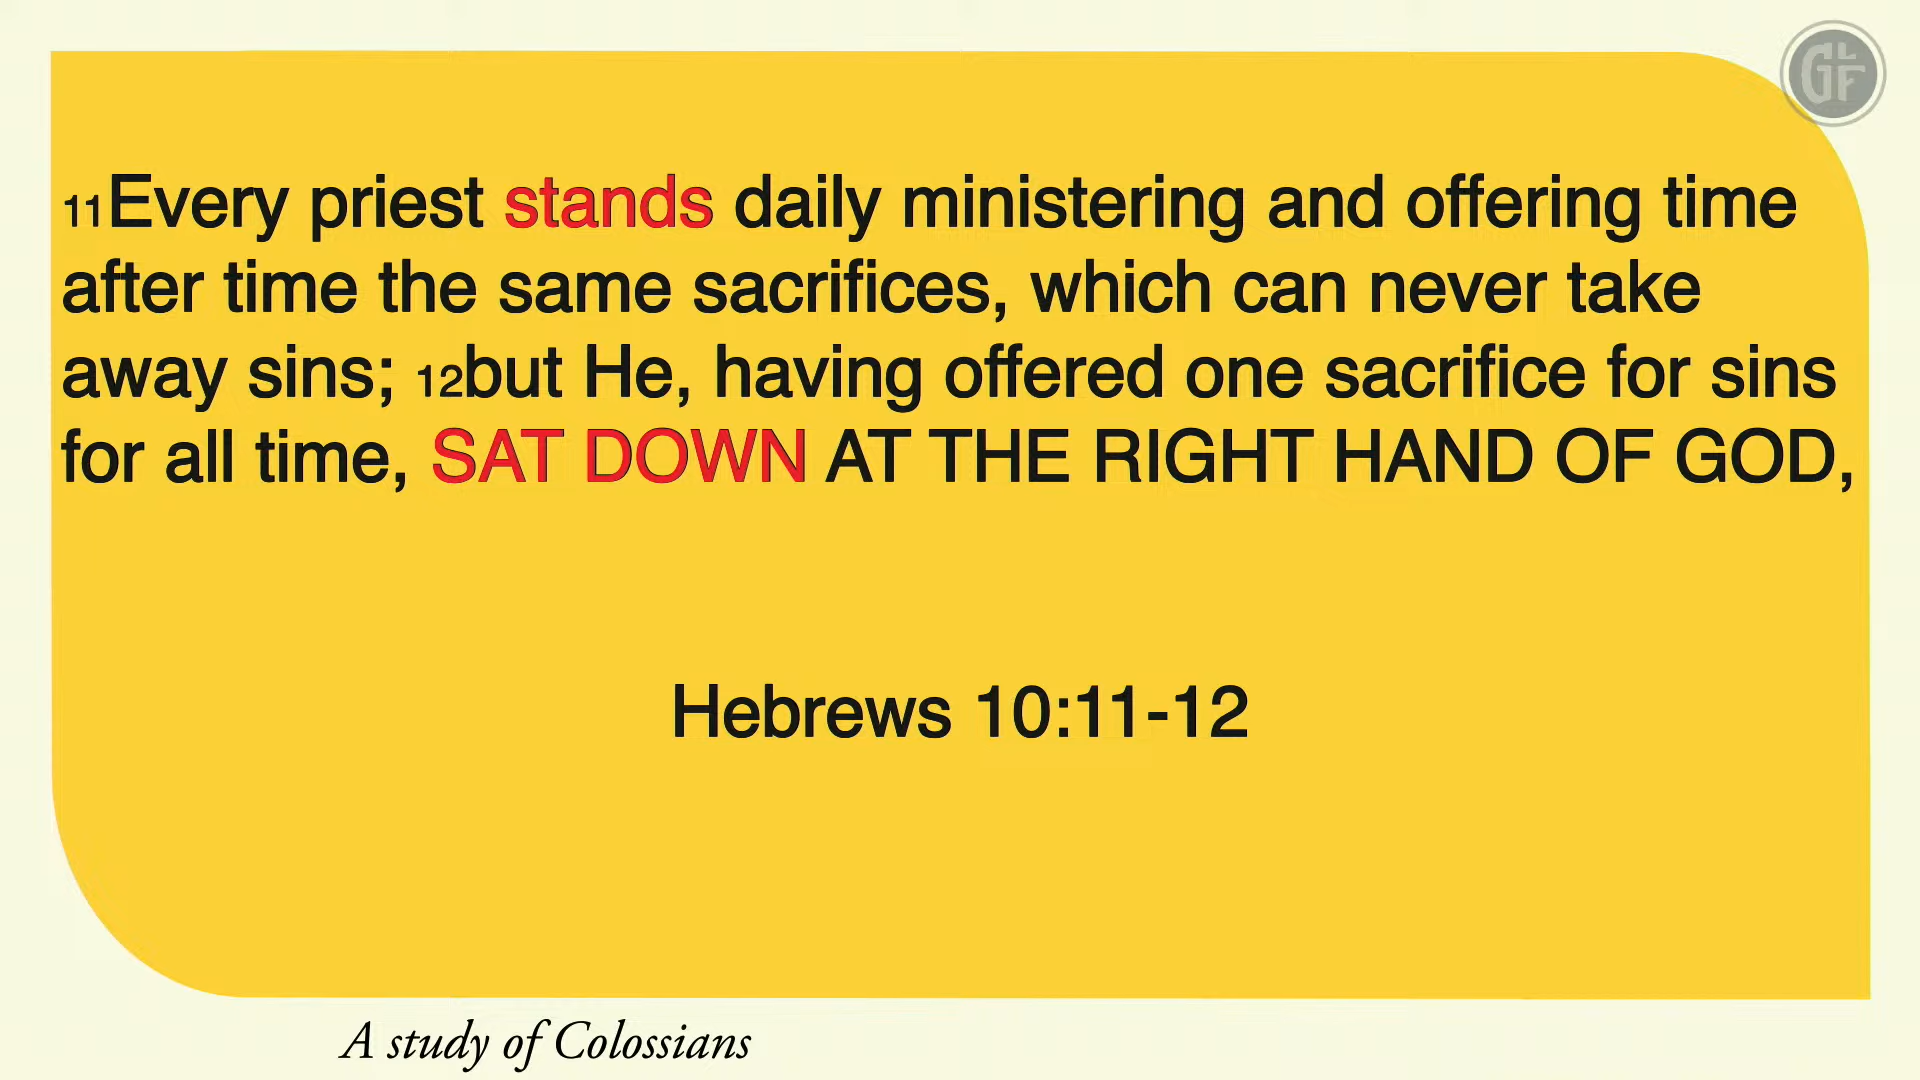 11Every priest stands daily ministering and offering time
after time the same sacrifices, which can never take
away sins; 12but He, having offered one sacrifice for sins
for all time, SAT DOWN AT THE RIGHT HAND OF GOD,
Hebrews 10:11-12
A study of Colossians
GLF